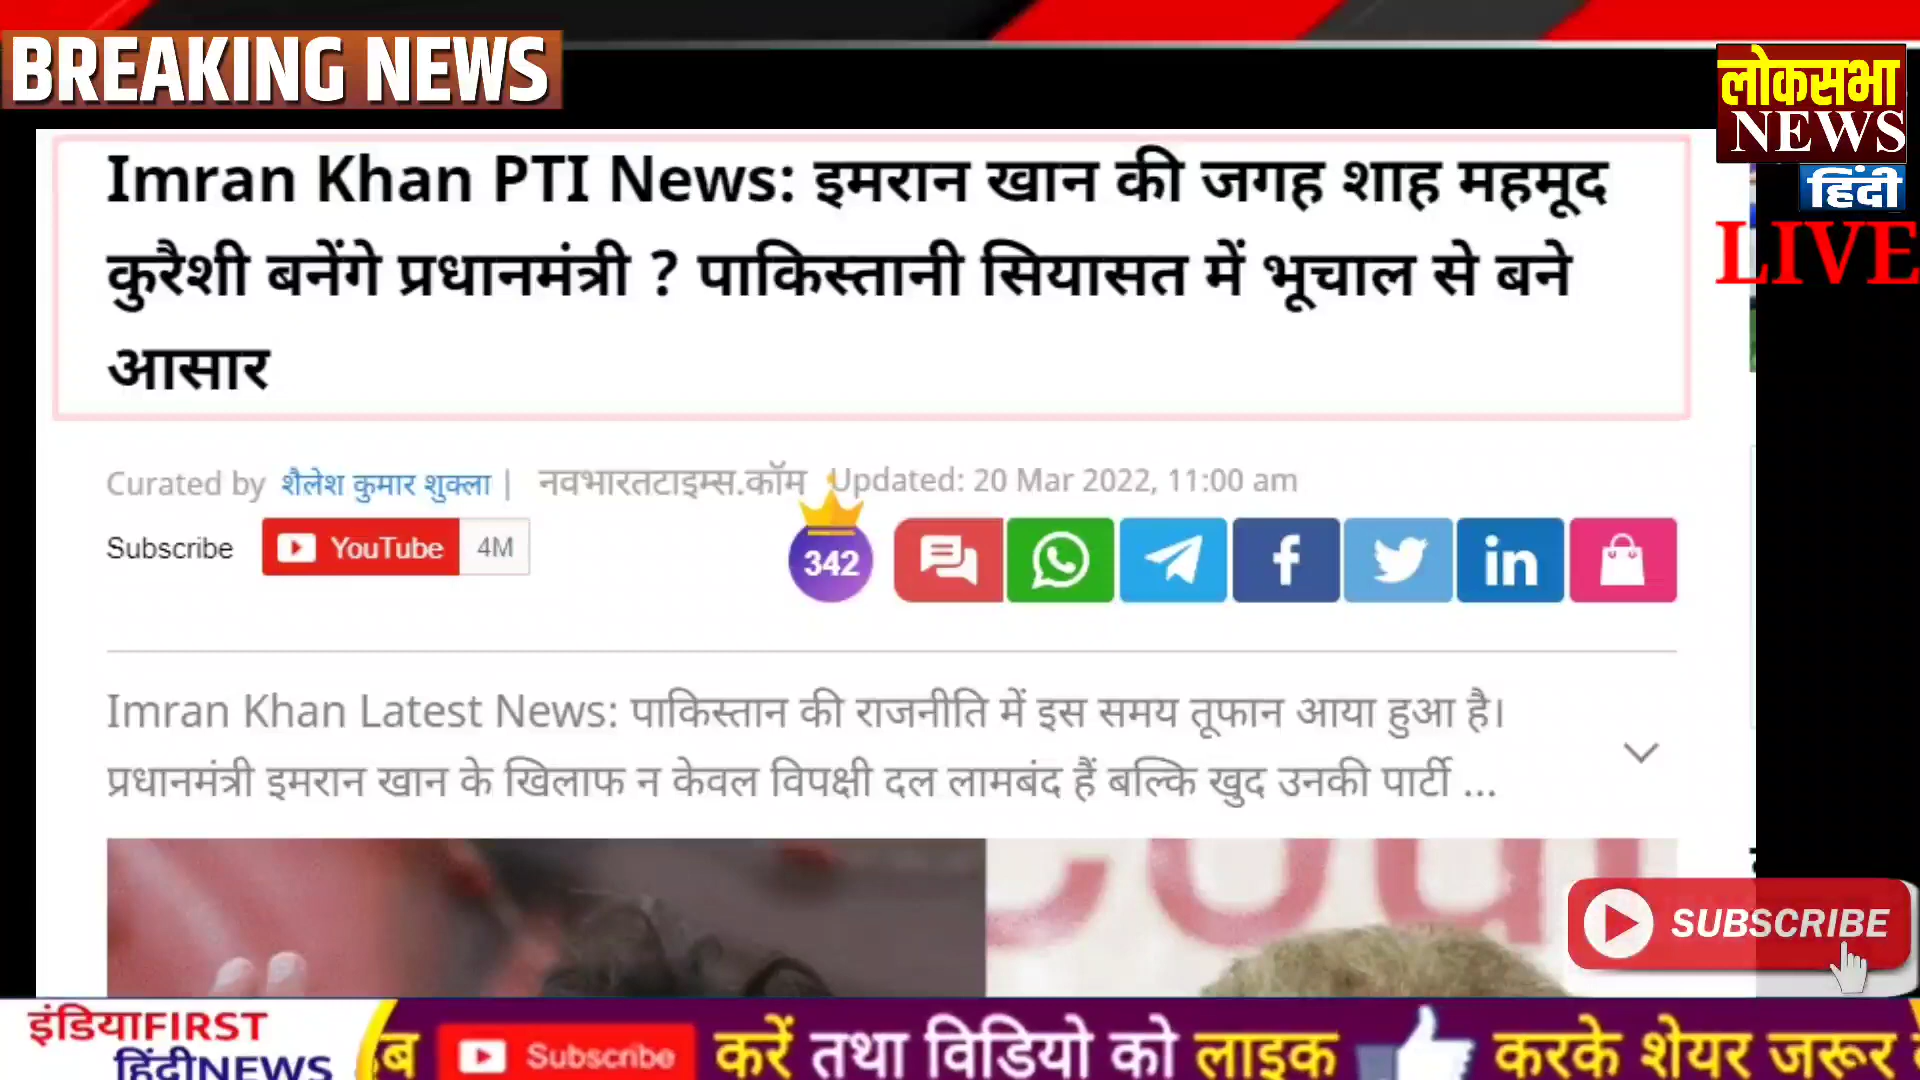 BREAKING NEWS
लोकसभा
NEWS
हिंदी
LIVE
Imran Khan PTI News: इमरान खान की जगह शाह महमूद
कुरैशी बनेंगे प्रधानमंत्री ? पाकिस्तानी सियासत में भूचाल से बने
आसार
Curated by शैलेश कुमार शुक्ला | नवभारतटाइम्स.कॉम Updated: 20 Mar 2022, 11:00 am
Subscribe YouTube 4M
342
Imran Khan Latest News: पाकिस्तान की राजनीति में इस समय तूफान आया हुआ है।
प्रधानमंत्री इमरान खान के खिलाफ न केवल विपक्षी दल लामबंद हैं बल्कि खुद उनकी पार्टी ...
SUBSCRIBE
इंडियाFIRST
हिंदीNEWS
Subscribe करें तथा विडियो को लाइक करके शेयर जरूर